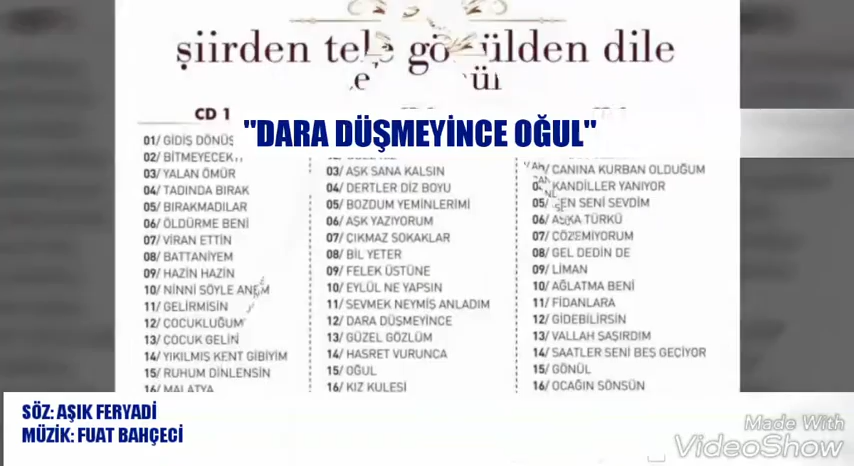 şiirden tele gönülden dile
"DARA DÜŞMEYİNCE OĞUL"
CD 1
01/ GİDİŞ DÖNÜŞ
02/ BİTMEYECEK
03/ YALAN ÖMÜR
04/ TADINDA BIRAK
05/ BIRAKMADILAR
06/ ÖLDÜRME BENİ
07/ VİRAN ETTİN
08/ BATTANİYEM
09/ HAZİN HAZİN
10/ NİNNİ SÖYLE ANEM
11/ GELİRMİSİN
12/ ÇOCUKLUĞUM
13/ ÇOCUK GELİN
14/ YIKILMIŞ KENT GİBİYİM
15/ RUHUM DİNLENSİN
16/ MALATYA
03/ AŞK SANA KALSIN
04/ DERTLER DİZ BOYU
05/ BOZDUM YEMİNLERİMİ
06/ AŞK YAZIYORUM
07/ ÇIKMAZ SOKAKLAR
08/ BİL YETER
09/ FELEK ÜSTÜNE
10/ EYLÜL NE YAPSIN
11/ SEVMEK NEYMİŞ ANLADIM
12/ DARA DÜŞMEYİNCE
13/ GÜZEL GÖZLÜM
14/ HASRET VURUNCA
15/ OĞUL
16/ KIZ KULESİ
CANINA KURBAN OLDUĞUM
KANDİLLER YANIYOR
05/ SEN SENİ SEVDİM
06/ AŞKA TÜRKÜ
07/ ÇÖZEMİYORUM
08/ GEL DEDİN DE
09/ LİMAN
10/ AĞLATMA BENİ
11/ FİDANLARA
12/ GİDEBİLİRSİN
13/ VALLAH ŞAŞIRDIM
14/ SAATLER SENİ BEŞ GEÇİYOR
15/ GÖNÜL
16/ OCAĞIN SÖNSÜN
SÖZ: AŞIK FERYADİ
MÜZİK: FUAT BAHÇECİ
Made With
VideoShow